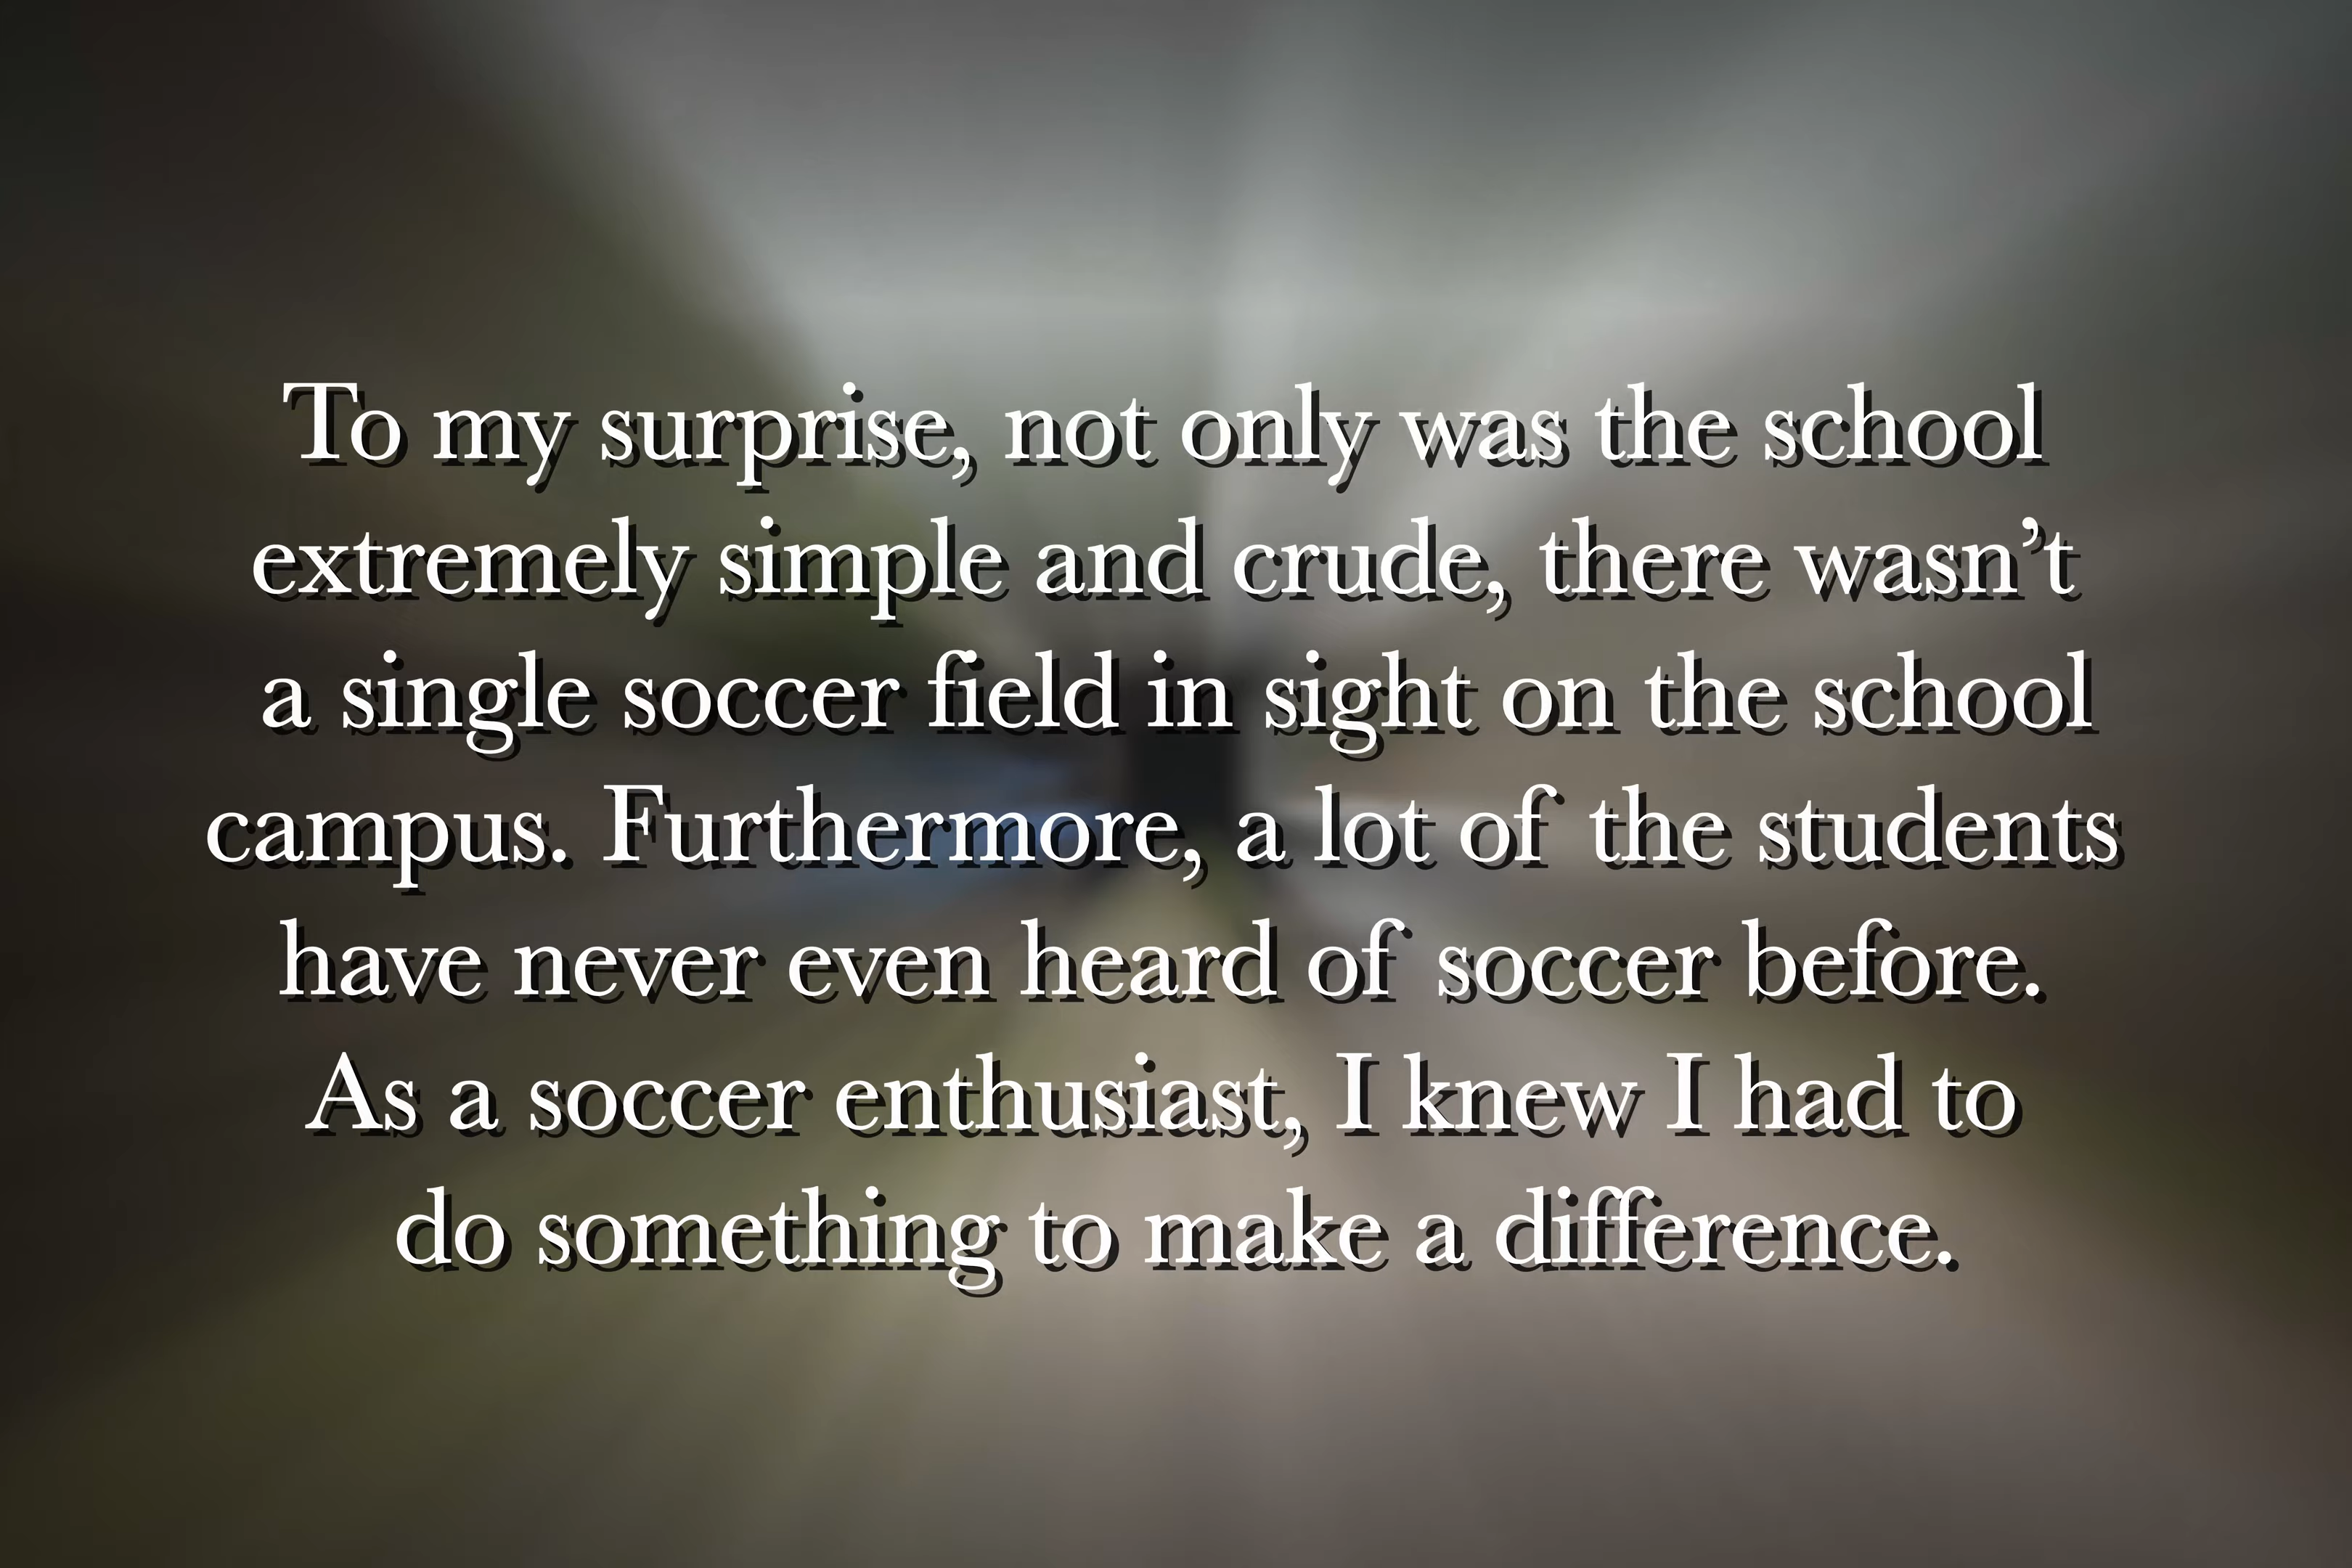 To my surprise, not only was the school
extremely simple and crude, there wasn’t
a single soccer field in sight on the school
campus. Furthermore, a lot of the students
have never even heard of soccer before.
As a soccer enthusiast, I knew I had to
do something to make a difference.